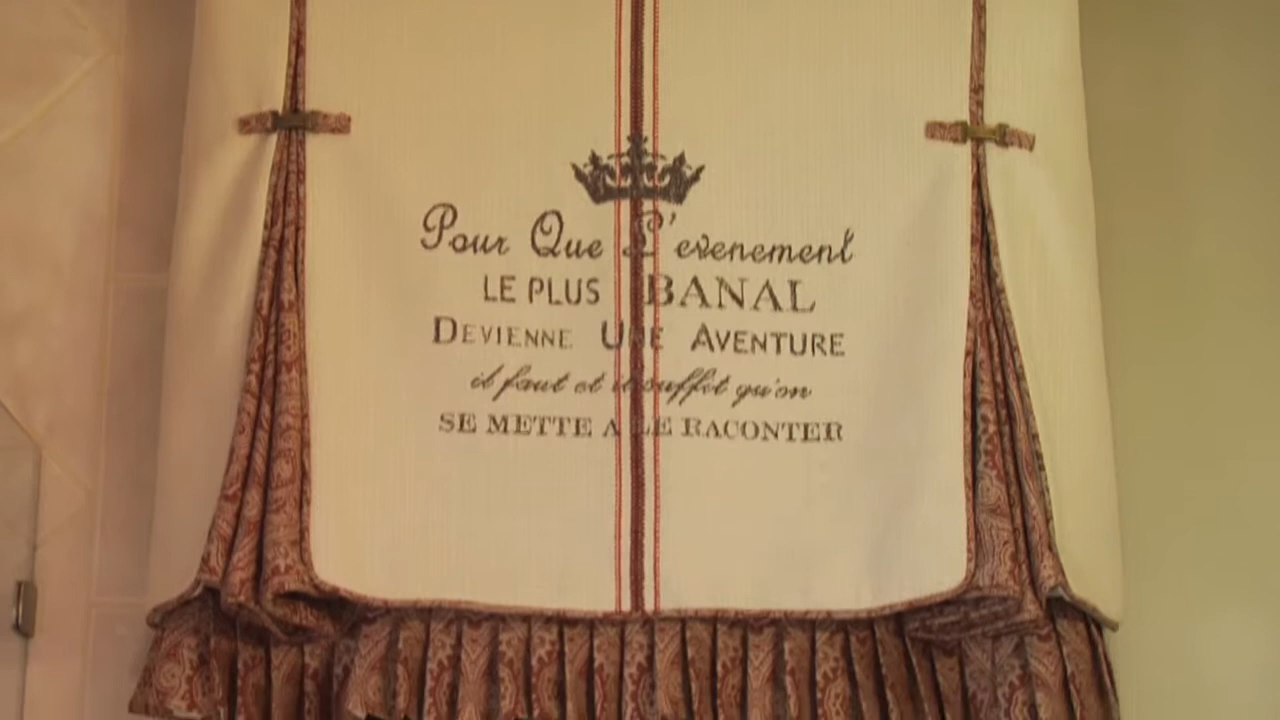 Pour Que L'evenement
LE PLUS BANAL
DEVIENNE UNE AVENTURE
il faut et il suffit qu'on
SE METTE A LE RACONTER